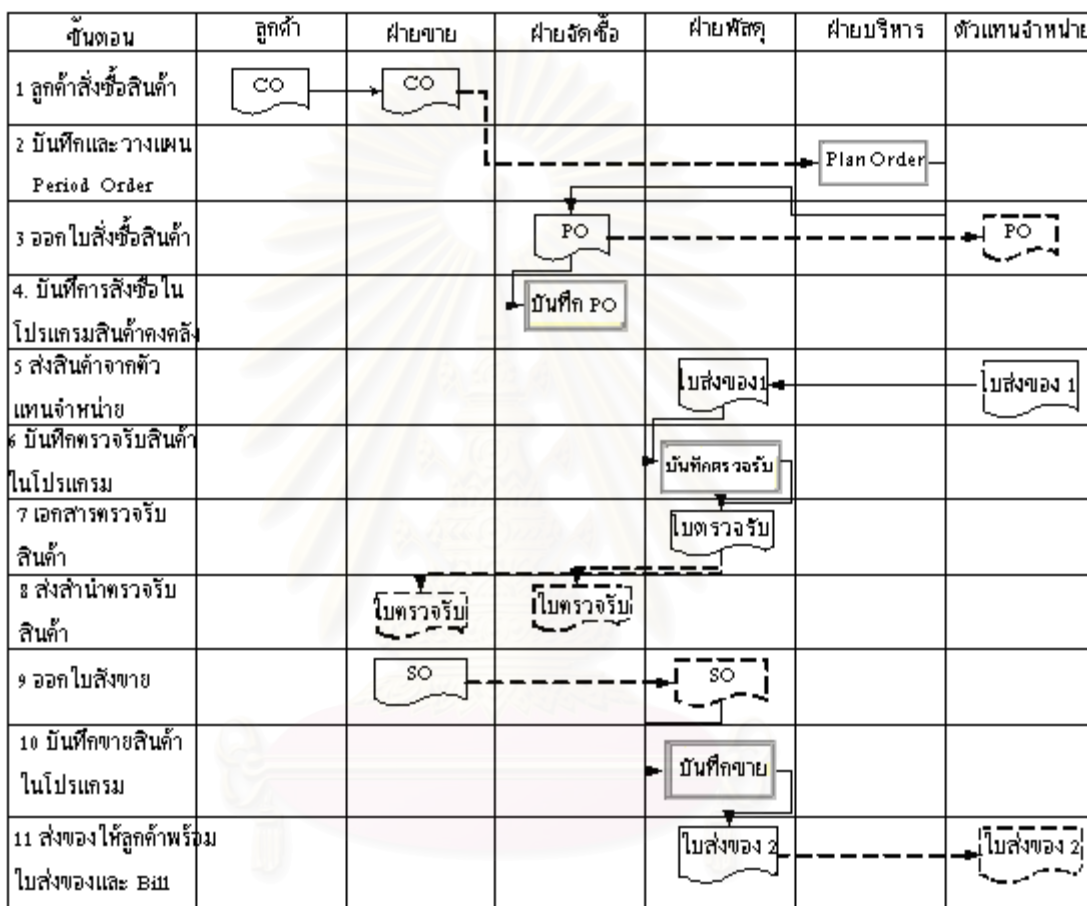 ขั้นตอน ลูกค้า ฝ่ายขาย ฝ่ายจัดซื้อ ฝ่ายพัสดุ ฝ่ายบริหาร ตัวแทนจำหน่าย
1 ลูกค้าสั่งซื้อสินค้า CO CO
2 บันทึกและวางแผน
Period Order
Plan Order
3 ออกใบสั่งซื้อสินค้า PO PO
4. บันทึการสั่งซื้อใน
โปรแกรมสินค้าคงคลัง
บันทึก PO
5 ส่งสินค้าจากตัว
แทนจำหน่าย
ใบส่งของ1 ใบส่งของ 1
6 บันทึกตรวจรับสินค้า
ในโปรแกรม
บันทึกตรวจรับ
7 เอกสารตรวจรับ
สินค้า
ใบตรวจรับ
8 ส่งสำนำตรวจรับ
สินค้า
ใบตรวจรับ ใบตรวจรับ
9 ออกใบสั่งขาย SO SO
10 บันทึกขายสินค้า
ในโปรแกรม
บันทึกขาย
11 ส่งของให้ลูกค้าพร้อม
ใบส่งของและ Bill
ใบส่งของ 2 ใบส่งของ 2